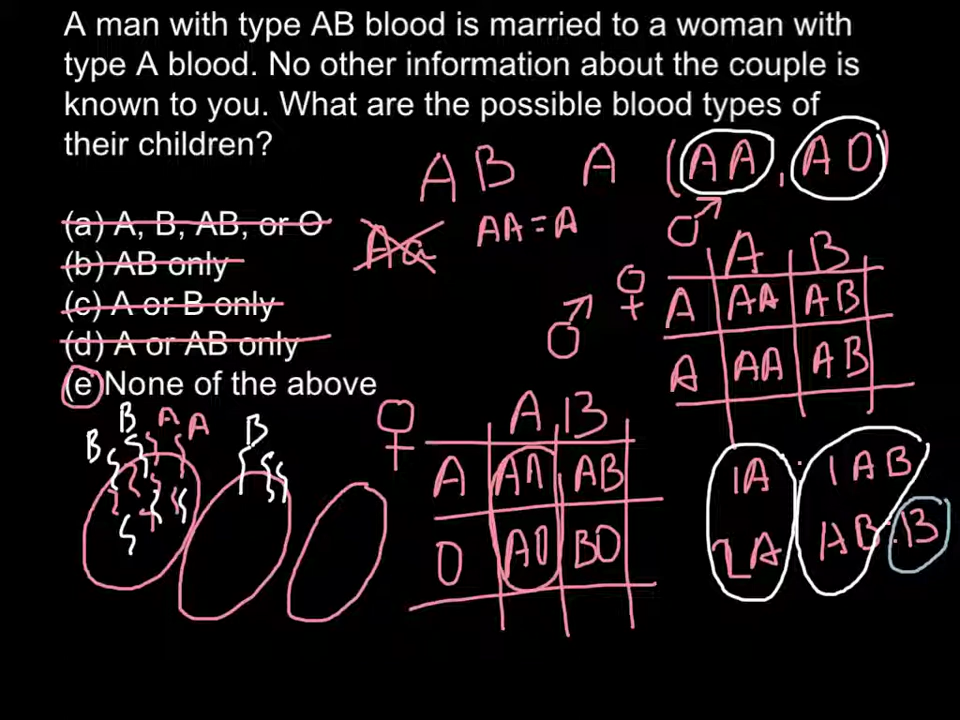 A man with type AB blood is married to a woman with
type A blood. No other information about the couple is
known to you. What are the possible blood types of
their children?
AB A (AA, AO)
(a) A, B, AB, or O
Aa AA = A
(b) AB only
(c) A or B only
(d) A or AB only
(e) None of the above
♂ A B
♀ A AA AB
A AA AB
♂
♀ A B
A AA AB
O AO BO
B B A A B
1A : 1AB
2A AB : B